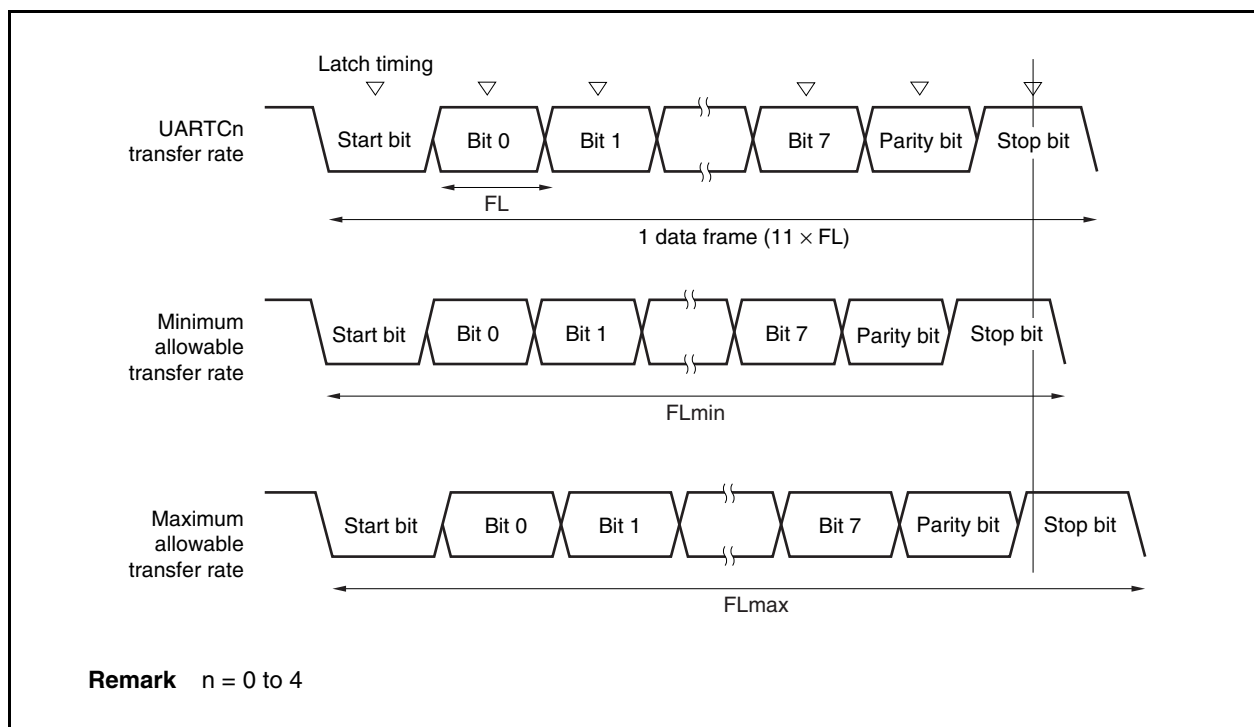 Latch timing
UARTCn
transfer rate
Start bit
Bit 0
Bit 1
Bit 7
Parity bit
Stop bit
FL
1 data frame (11 × FL)
Minimum
allowable
transfer rate
Start bit
Bit 0
Bit 1
Bit 7
Parity bit
Stop bit
FLmin
Maximum
allowable
transfer rate
Start bit
Bit 0
Bit 1
Bit 7
Parity bit
Stop bit
FLmax
Remark n = 0 to 4